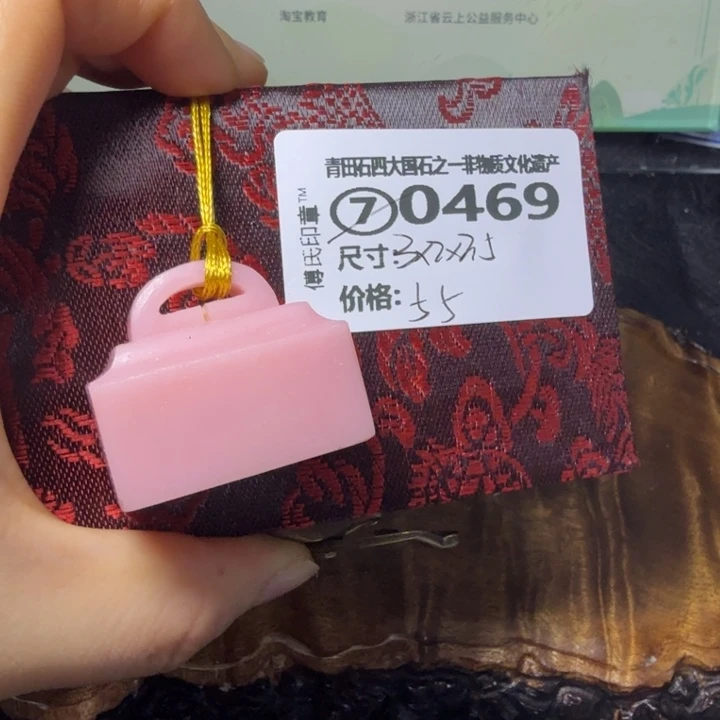 淘宝教育
浙江省云上公益服务中心
青田石四大国石之一非物质文化遗产
傅氏印章™
⑦0469
尺寸:
价格: 55